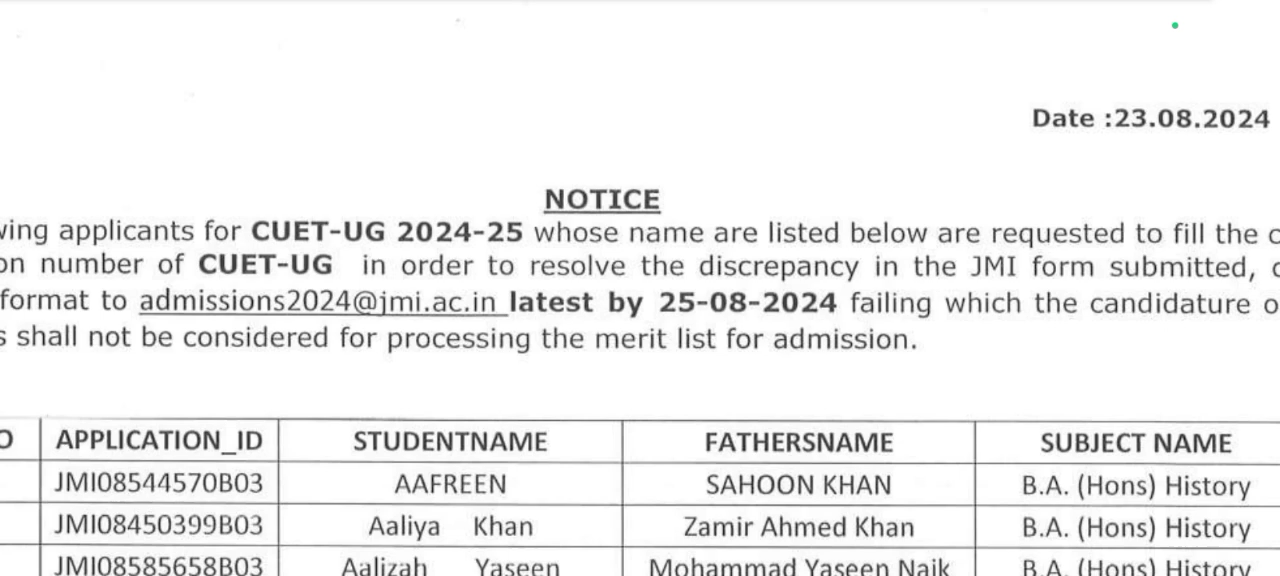 Date :23.08.2024
NOTICE
wing applicants for CUET-UG 2024-25 whose name are listed below are requested to fill the c
on number of CUET-UG in order to resolve the discrepancy in the JMI form submitted, c
format to admissions2024@jmi.ac.in latest by 25-08-2024 failing which the candidature o
s shall not be considered for processing the merit list for admission.
O APPLICATION_ID STUDENTNAME FATHERSNAME SUBJECT NAME
JMI08544570B03 AAFREEN SAHOON KHAN B.A. (Hons) History
JMI08450399B03 Aaliya Khan Zamir Ahmed Khan B.A. (Hons) History
JMI08585658B03 Aalizah Yaseen Mohammad Yaseen Naik B.A. (Hons) History